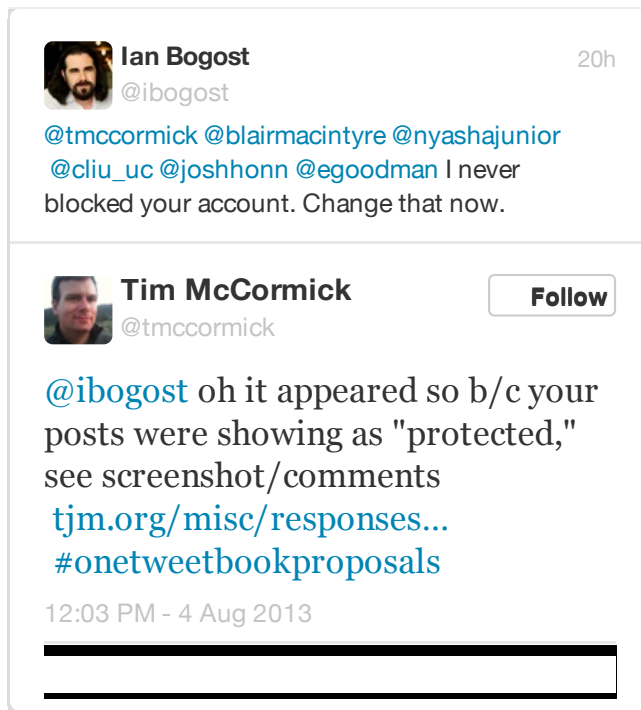 Ian Bogost 20h
@ibogost
@tmccormick @blairmacintyre @nyashajunior
@cliu_uc @joshhonn @egoodman I never
blocked your account. Change that now.
Tim McCormick Follow
@tmccormick
@ibogost oh it appeared so b/c your
posts were showing as "protected,"
see screenshot/comments
tjm.org/misc/responses...
#onetweetbookproposals
12:03 PM - 4 Aug 2013